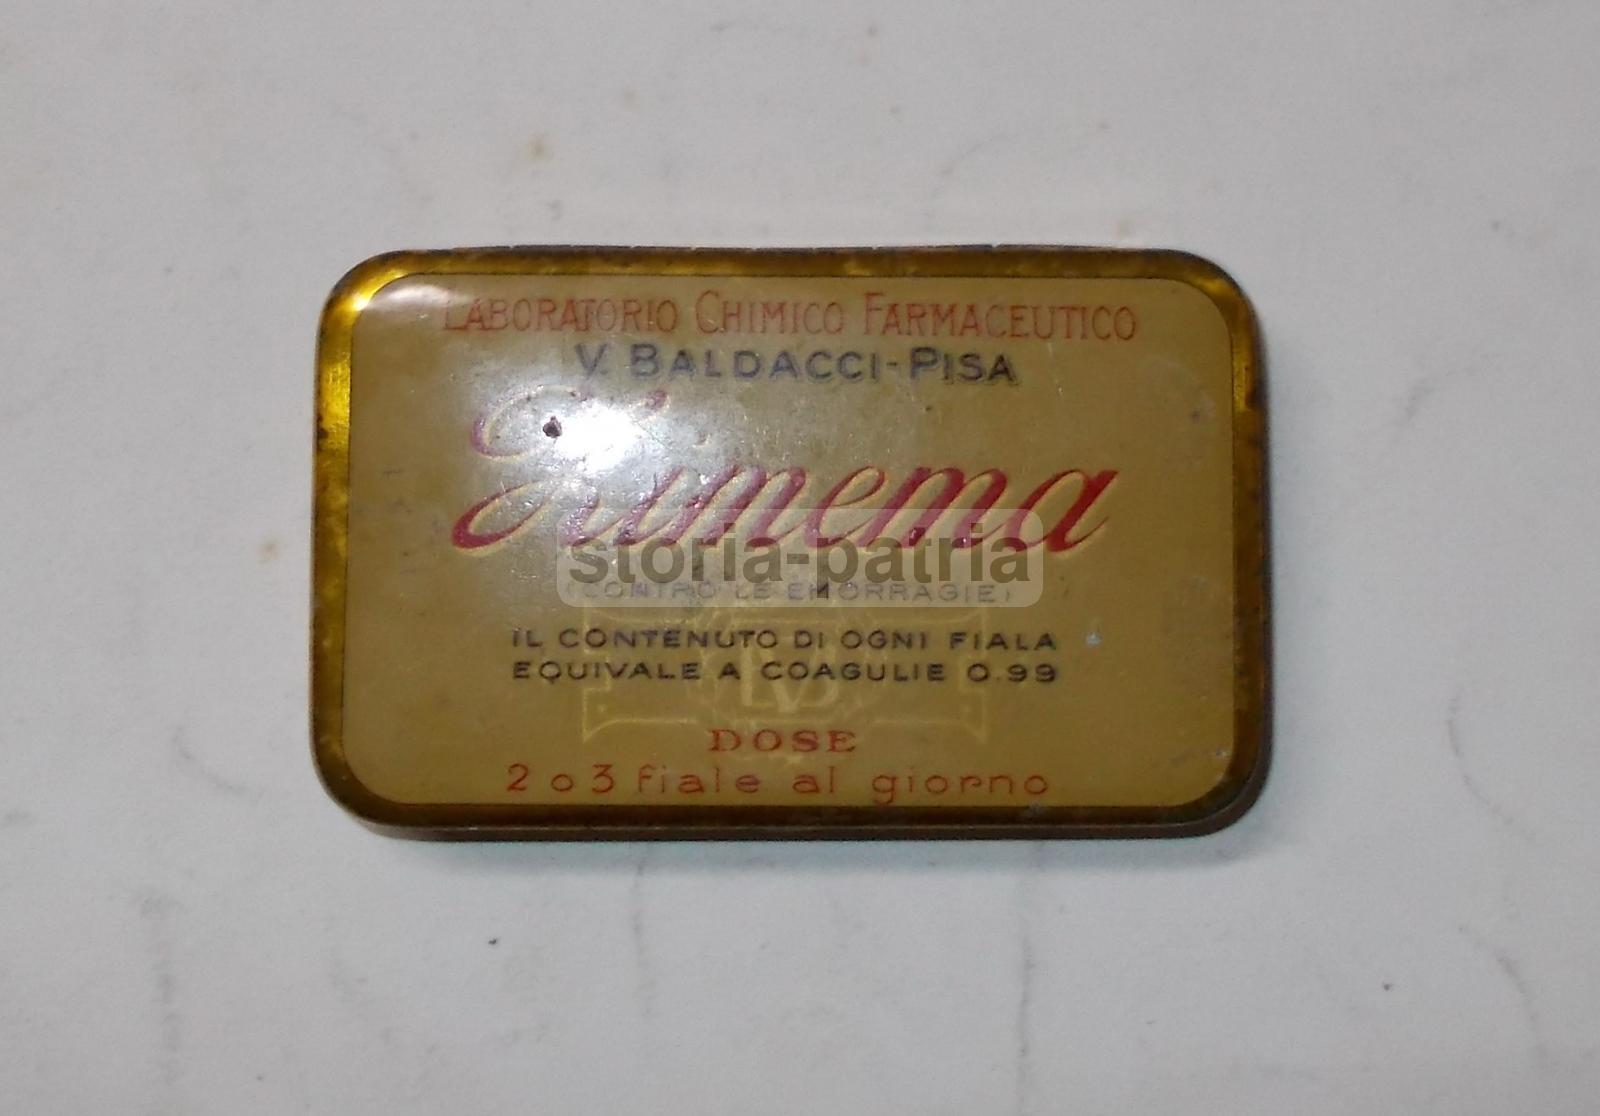 LABORATORIO CHIMICO FARMACEUTICO
V. BALDACCI-PISA
Zimema
storia-patria
(CONTRO LE EMORRAGIE)
IL CONTENUTO DI OGNI FIALA
EQUIVALE A COAGULIE 0.99
DOSE
2 o 3 fiale al giorno